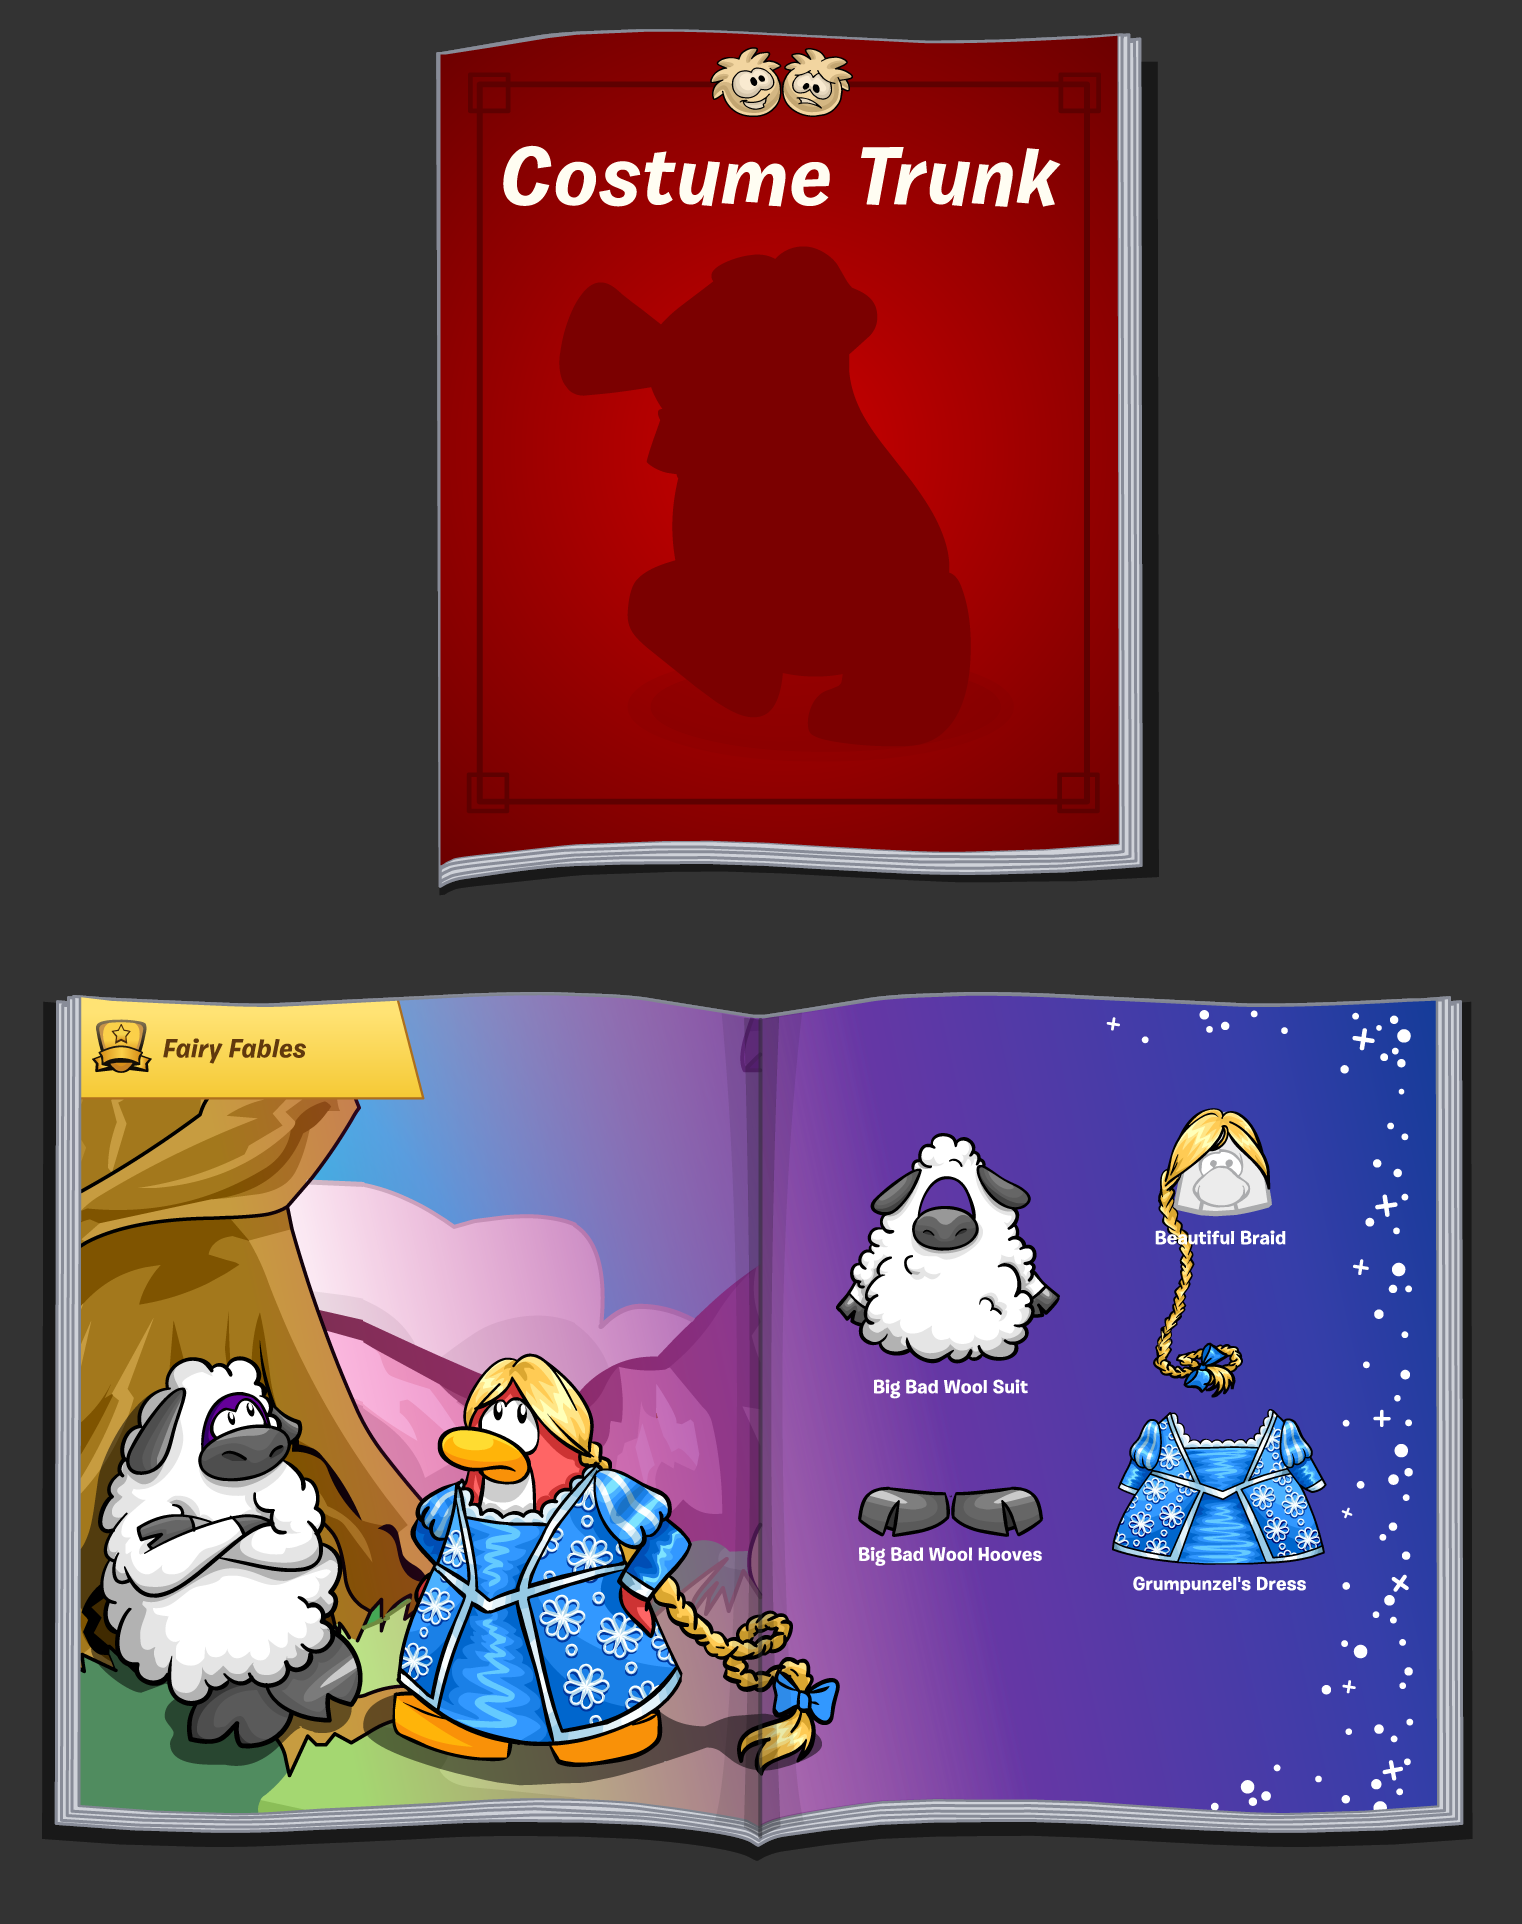 Costume Trunk
Fairy Fables
Beautiful Braid
Big Bad Wool Suit
Big Bad Wool Hooves
Grumpunzel's Dress